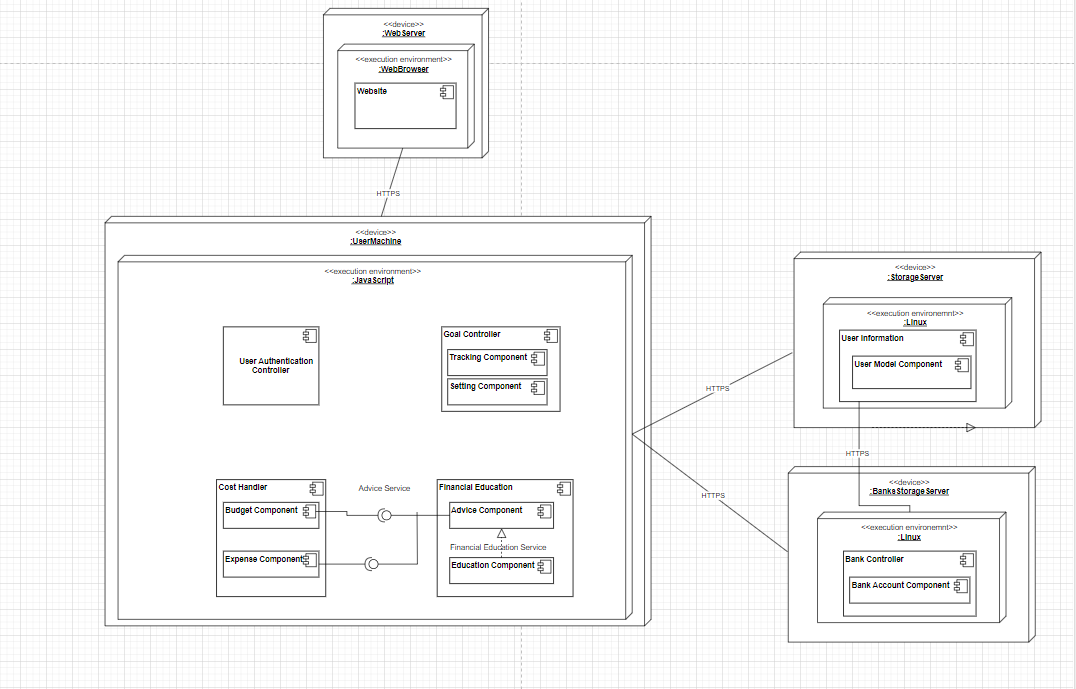 <<device>>
:WebServer
<<execution environment>>
:WebBrowser
Website
HTTPS
<<device>>
:UserMachine
<<execution environment>>
:JavaScript
User Authentication
Controller
Goal Controller
Tracking Component
Setting Component
Cost Handler
Budget Component
Expense Component
Advice Service
Financial Education
Advice Component
Financial Education Service
Education Component
HTTPS
HTTPS
<<device>>
:StorageServer
<<execution environemnt>>
:Linux
User Information
User Model Component
HTTPS
<<device>>
:BanksStorageServer
<<execution environemnt>>
:Linux
Bank Controller
Bank Account Component